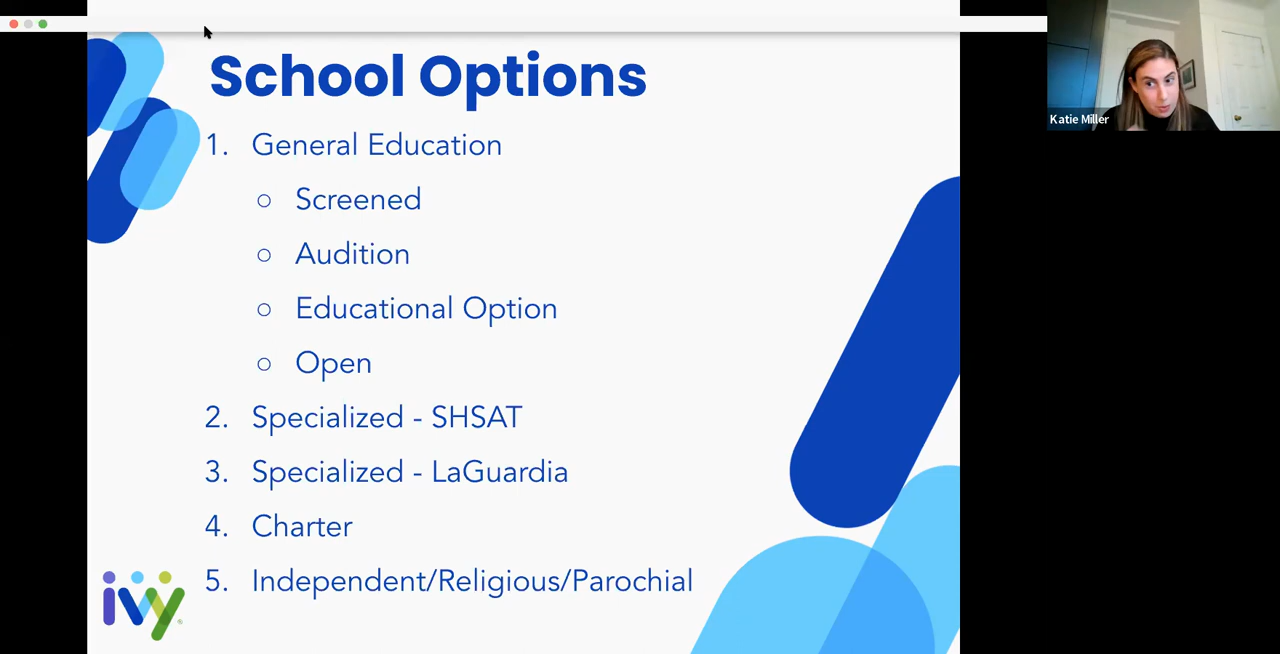 School Options
Katie Miller
1. General Education
○ Screened
○ Audition
○ Educational Option
○ Open
2. Specialized - SHSAT
3. Specialized - LaGuardia
4. Charter
5. Independent/Religious/Parochial
ivy